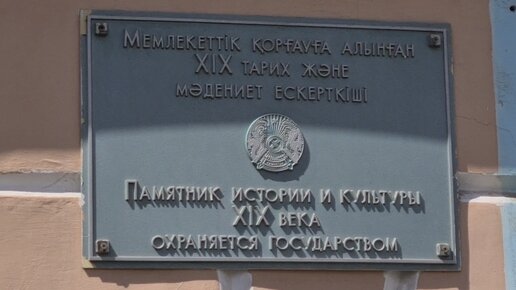 Мемлекеттік қорғауға алынған
XIX тарих және
мәдениет ескерткіші
Памятник истории и культуры
XIX века
охраняется государством